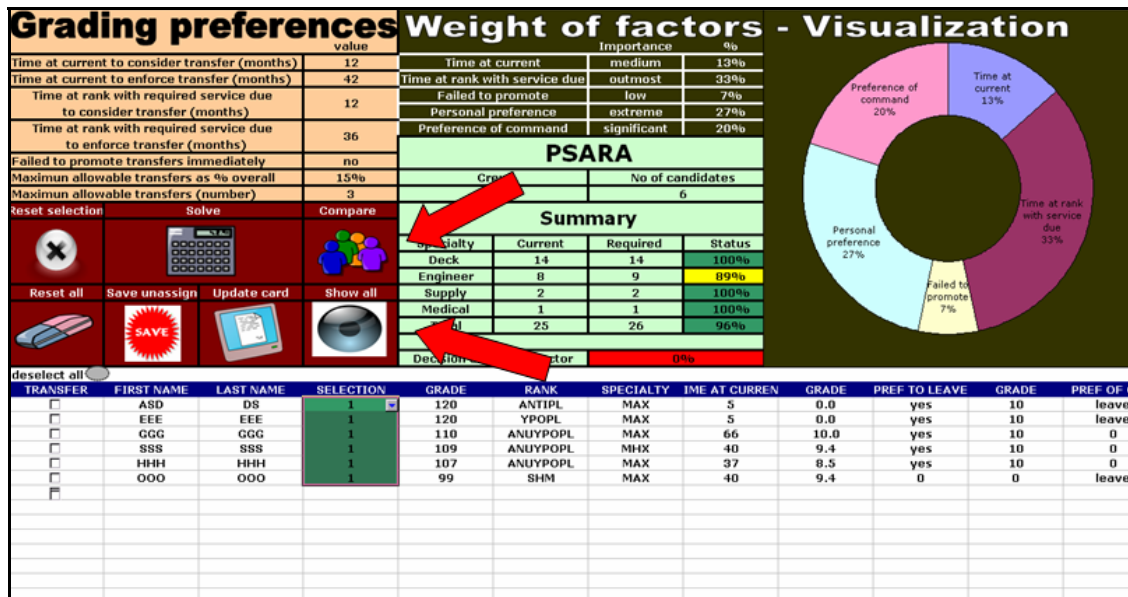 Grading preferences
value
Time at current to consider transfer (months) 12
Time at current to enforce transfer (months) 42
Time at rank with required service due
to consider transfer (months) 12
Time at rank with required service due
to enforce transfer (months) 36
Failed to promote transfers immediately no
Maximun allowable transfers as % overall 15%
Maximun allowable transfers (number) 3
Weight of factors - Visualization
Importance %
Time at current medium 13%
Time at rank with service due outmost 33%
Failed to promote low 7%
Personal preference extreme 27%
Preference of command significant 20%
PSARA
No of candidates
6
Summary
Current Required Status
Deck 14 14 100%
Engineer 8 9 89%
Supply 2 2 100%
Medical 1 1 100%
25 26 96%
0%
Time at
current
13%
Time at rank
with service
due
33%
Failed to
promote
7%
Personal
preference
27%
Preference of
command
20%
Reset selection Solve Compare
Reset all Save unassign Update card Show all
SAVE
deselect all
TRANSFER FIRST NAME LAST NAME SELECTION GRADE RANK SPECIALTY IME AT CURREN GRADE PREF TO LEAVE GRADE PREF OF
ASD DS 1 120 ANTIPL MAX 5 0.0 yes 10 leave
EEE EEE 1 120 YPOPL MAX 5 0.0 yes 10 leave
GGG GGG 1 110 ANUYPOPL MAX 66 10.0 yes 10 0
SSS SSS 1 109 ANUYPOPL MHX 40 9.4 yes 10 0
HHH HHH 1 107 ANUYPOPL MAX 37 8.5 yes 10 0
OOO OOO 1 99 SHM MAX 40 9.4 0 0 leave